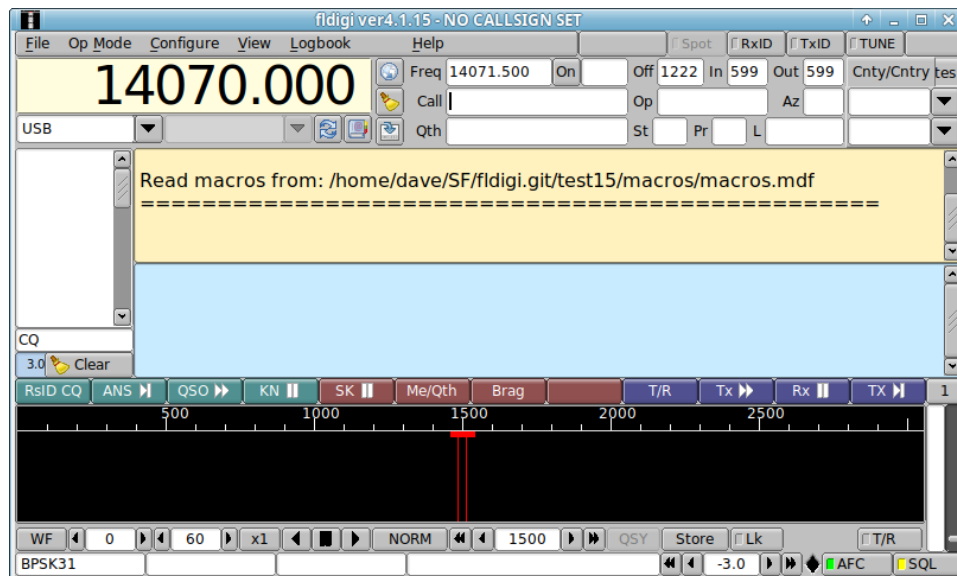 fldigi ver4.1.15 - NO CALLSIGN SET
File Op Mode Configure View Logbook Help Spot RxID TxID TUNE
14070.000 Freq 14071.500 On Off 1222 In 599 Out 599 Cnty/Cntry tes
Call Op Az
USB Qth St Pr L
Read macros from: /home/dave/SF/fldigi.git/test15/macros/macros.mdf
================================================
CQ
3.0 Clear
RsID CQ ANS QSO KN SK Me/Qth Brag T/R Tx Rx TX 1
500 1000 1500 2000 2500
WF 0 60 x1 NORM 1500 QSY Store Lk T/R
BPSK31 -3.0 AFC SQL